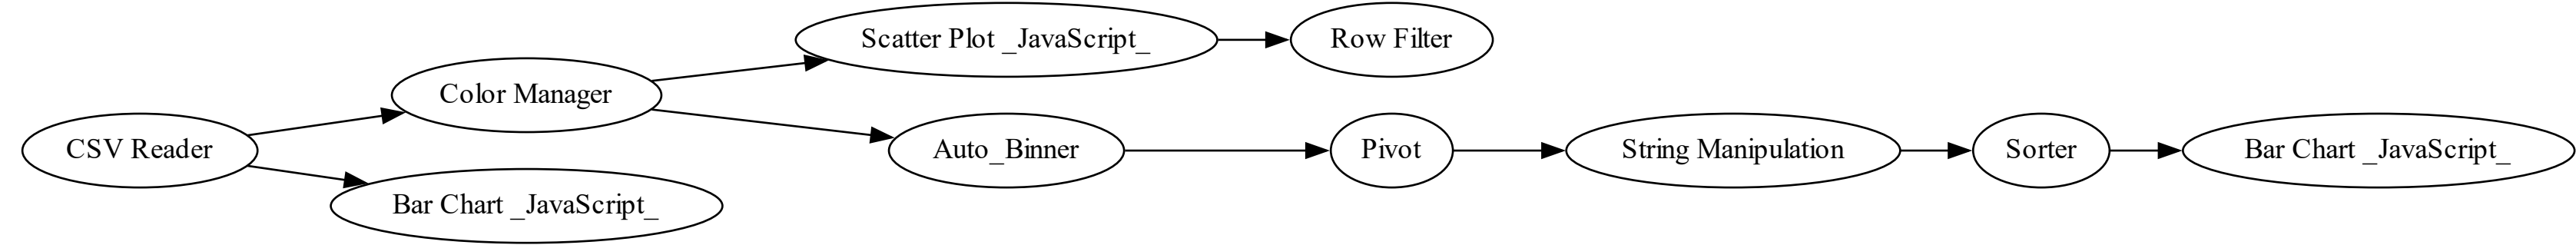 Scatter Plot _JavaScript_
Row Filter
Color Manager
CSV Reader
Auto_Binner
Pivot
String Manipulation
Sorter
Bar Chart _JavaScript_
Bar Chart _JavaScript_